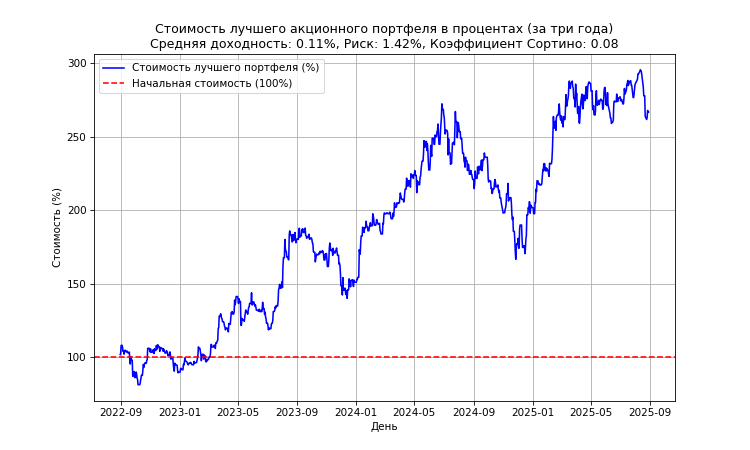 Стоимость лучшего акционного портфеля в процентах (за три года)
Средняя доходность: 0.11%, Риск: 1.42%, Коэффициент Сортино: 0.08
Стоимость лучшего портфеля (%)
Начальная стоимость (100%)
Стоимость (%)
300
250
200
150
100
2022-09 2023-01 2023-05 2023-09 2024-01 2024-05 2024-09 2025-01 2025-05 2025-09
День